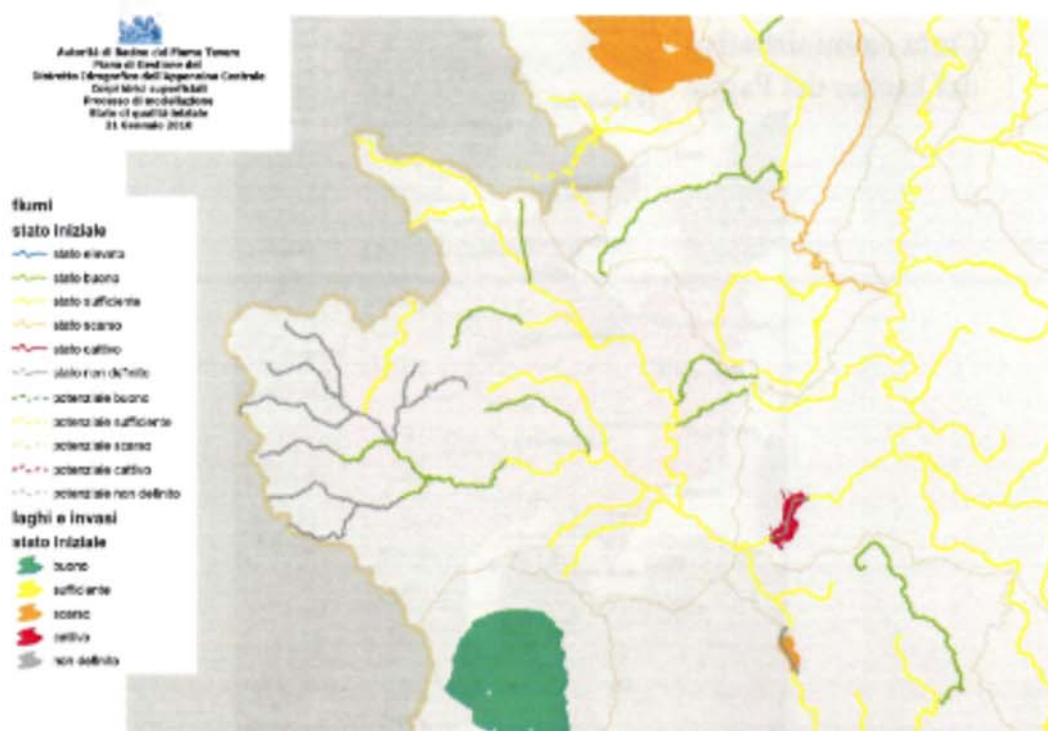 Autorità di Bacino del Fiume Tevere
Piano di Gestione del
Distretto Idrografico dell'Appennino Centrale
Corpi idrici superficiali
Processo di modellazione
Stato di qualità iniziale
31 Gennaio 2010
fiumi
stato iniziale
stato elevato
stato buono
stato sufficiente
stato scarso
stato cattivo
stato non definito
potenziale buono
potenziale sufficiente
potenziale scarso
potenziale cattivo
potenziale non definito
laghi e invasi
stato iniziale
buono
sufficiente
scarso
cattivo
non definito